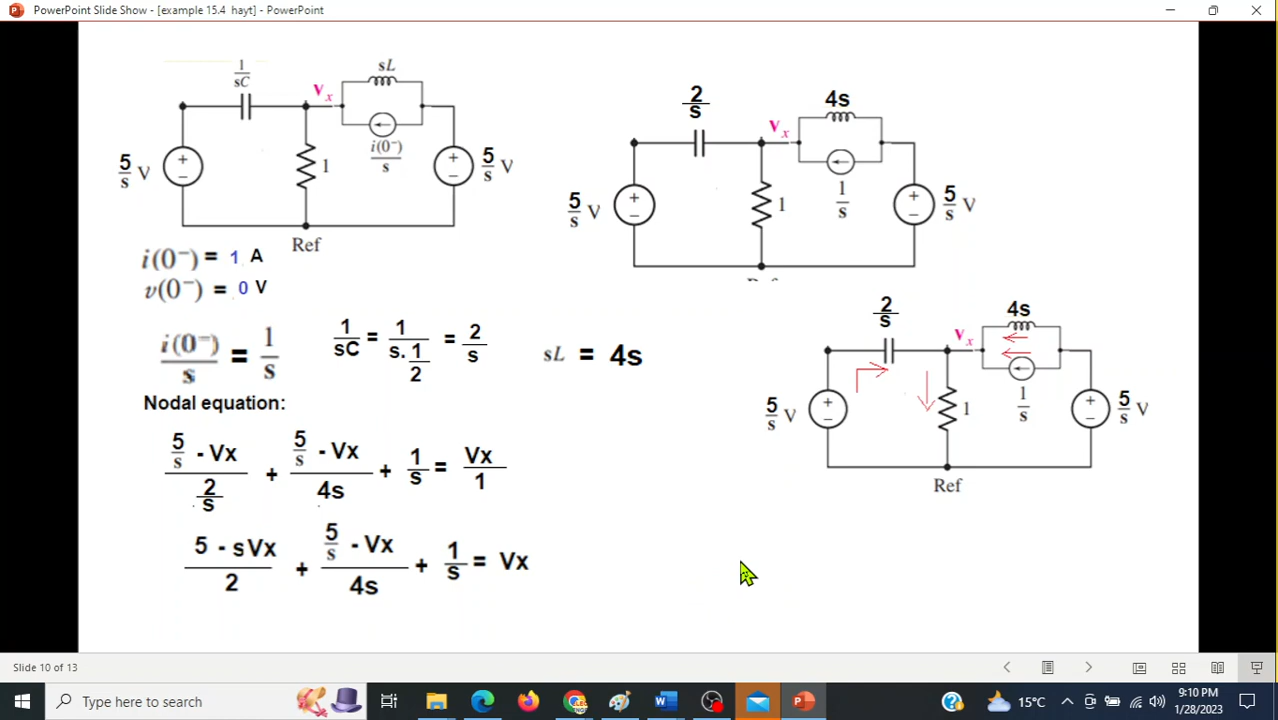 PowerPoint Slide Show - [example 15.4 hayt] - PowerPoint
1/sC
sL
Vx
i(0⁻)/s
5/s V
1
5/s V
Ref
i(0⁻) = 1 A
v(0⁻) = 0 V
i(0⁻)/s = 1/s
1/sC = 1/(s.1/2) = 2/s
sL = 4s
2/s
4s
Vx
5/s V
1
1/s
5/s V
2/s
4s
Vx
5/s V
1
1/s
5/s V
Ref
Nodal equation:
(5/s - Vx)/(2/s) + (5/s - Vx)/4s + 1/s = Vx/1
(5 - sVx)/2 + (5/s - Vx)/4s + 1/s = Vx
Slide 10 of 13
Type here to search
15°C
9:10 PM
1/28/2023